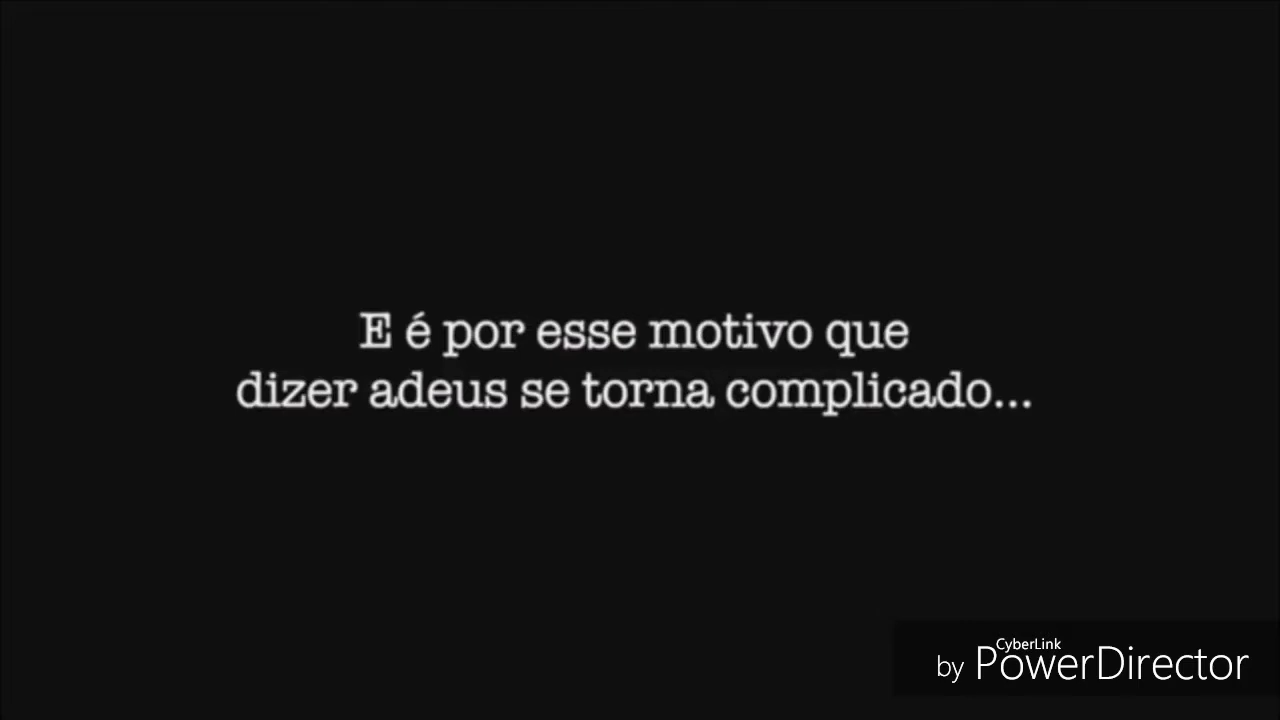 E é por esse motivo que
dizer adeus se torna complicado...
CyberLink
by PowerDirector